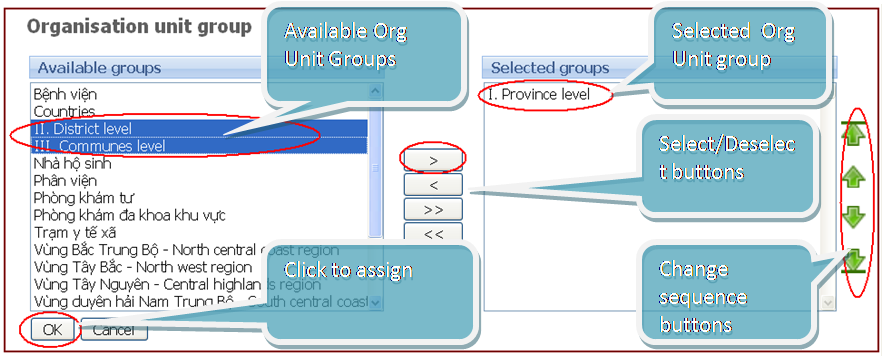 Organisation unit group
Available Org
Unit Groups
Available groups
Bệnh viện
Countries
II. District level
III. Communes level
Nhà hộ sinh
Phân viện
Phòng khám tư
Phòng khám đa khoa khu vực
Trạm y tế xã
Vùng Bắc Trung Bộ - North central coast region
Vùng Tây Bắc - North west region
Vùng Tây Nguyên - Central highlands region
Vùng duyên hải Nam Trung Bộ - South central coast
OK
Cancel
Click to assign
>
<
>>
<<
Selected Org
Unit group
Selected groups
I. Province level
Select/Deselec
t buttons
Change
sequence
buttons